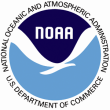 NATIONAL OCEANIC AND ATMOSPHERIC ADMINISTRATION
NOAA
U.S. DEPARTMENT OF COMMERCE